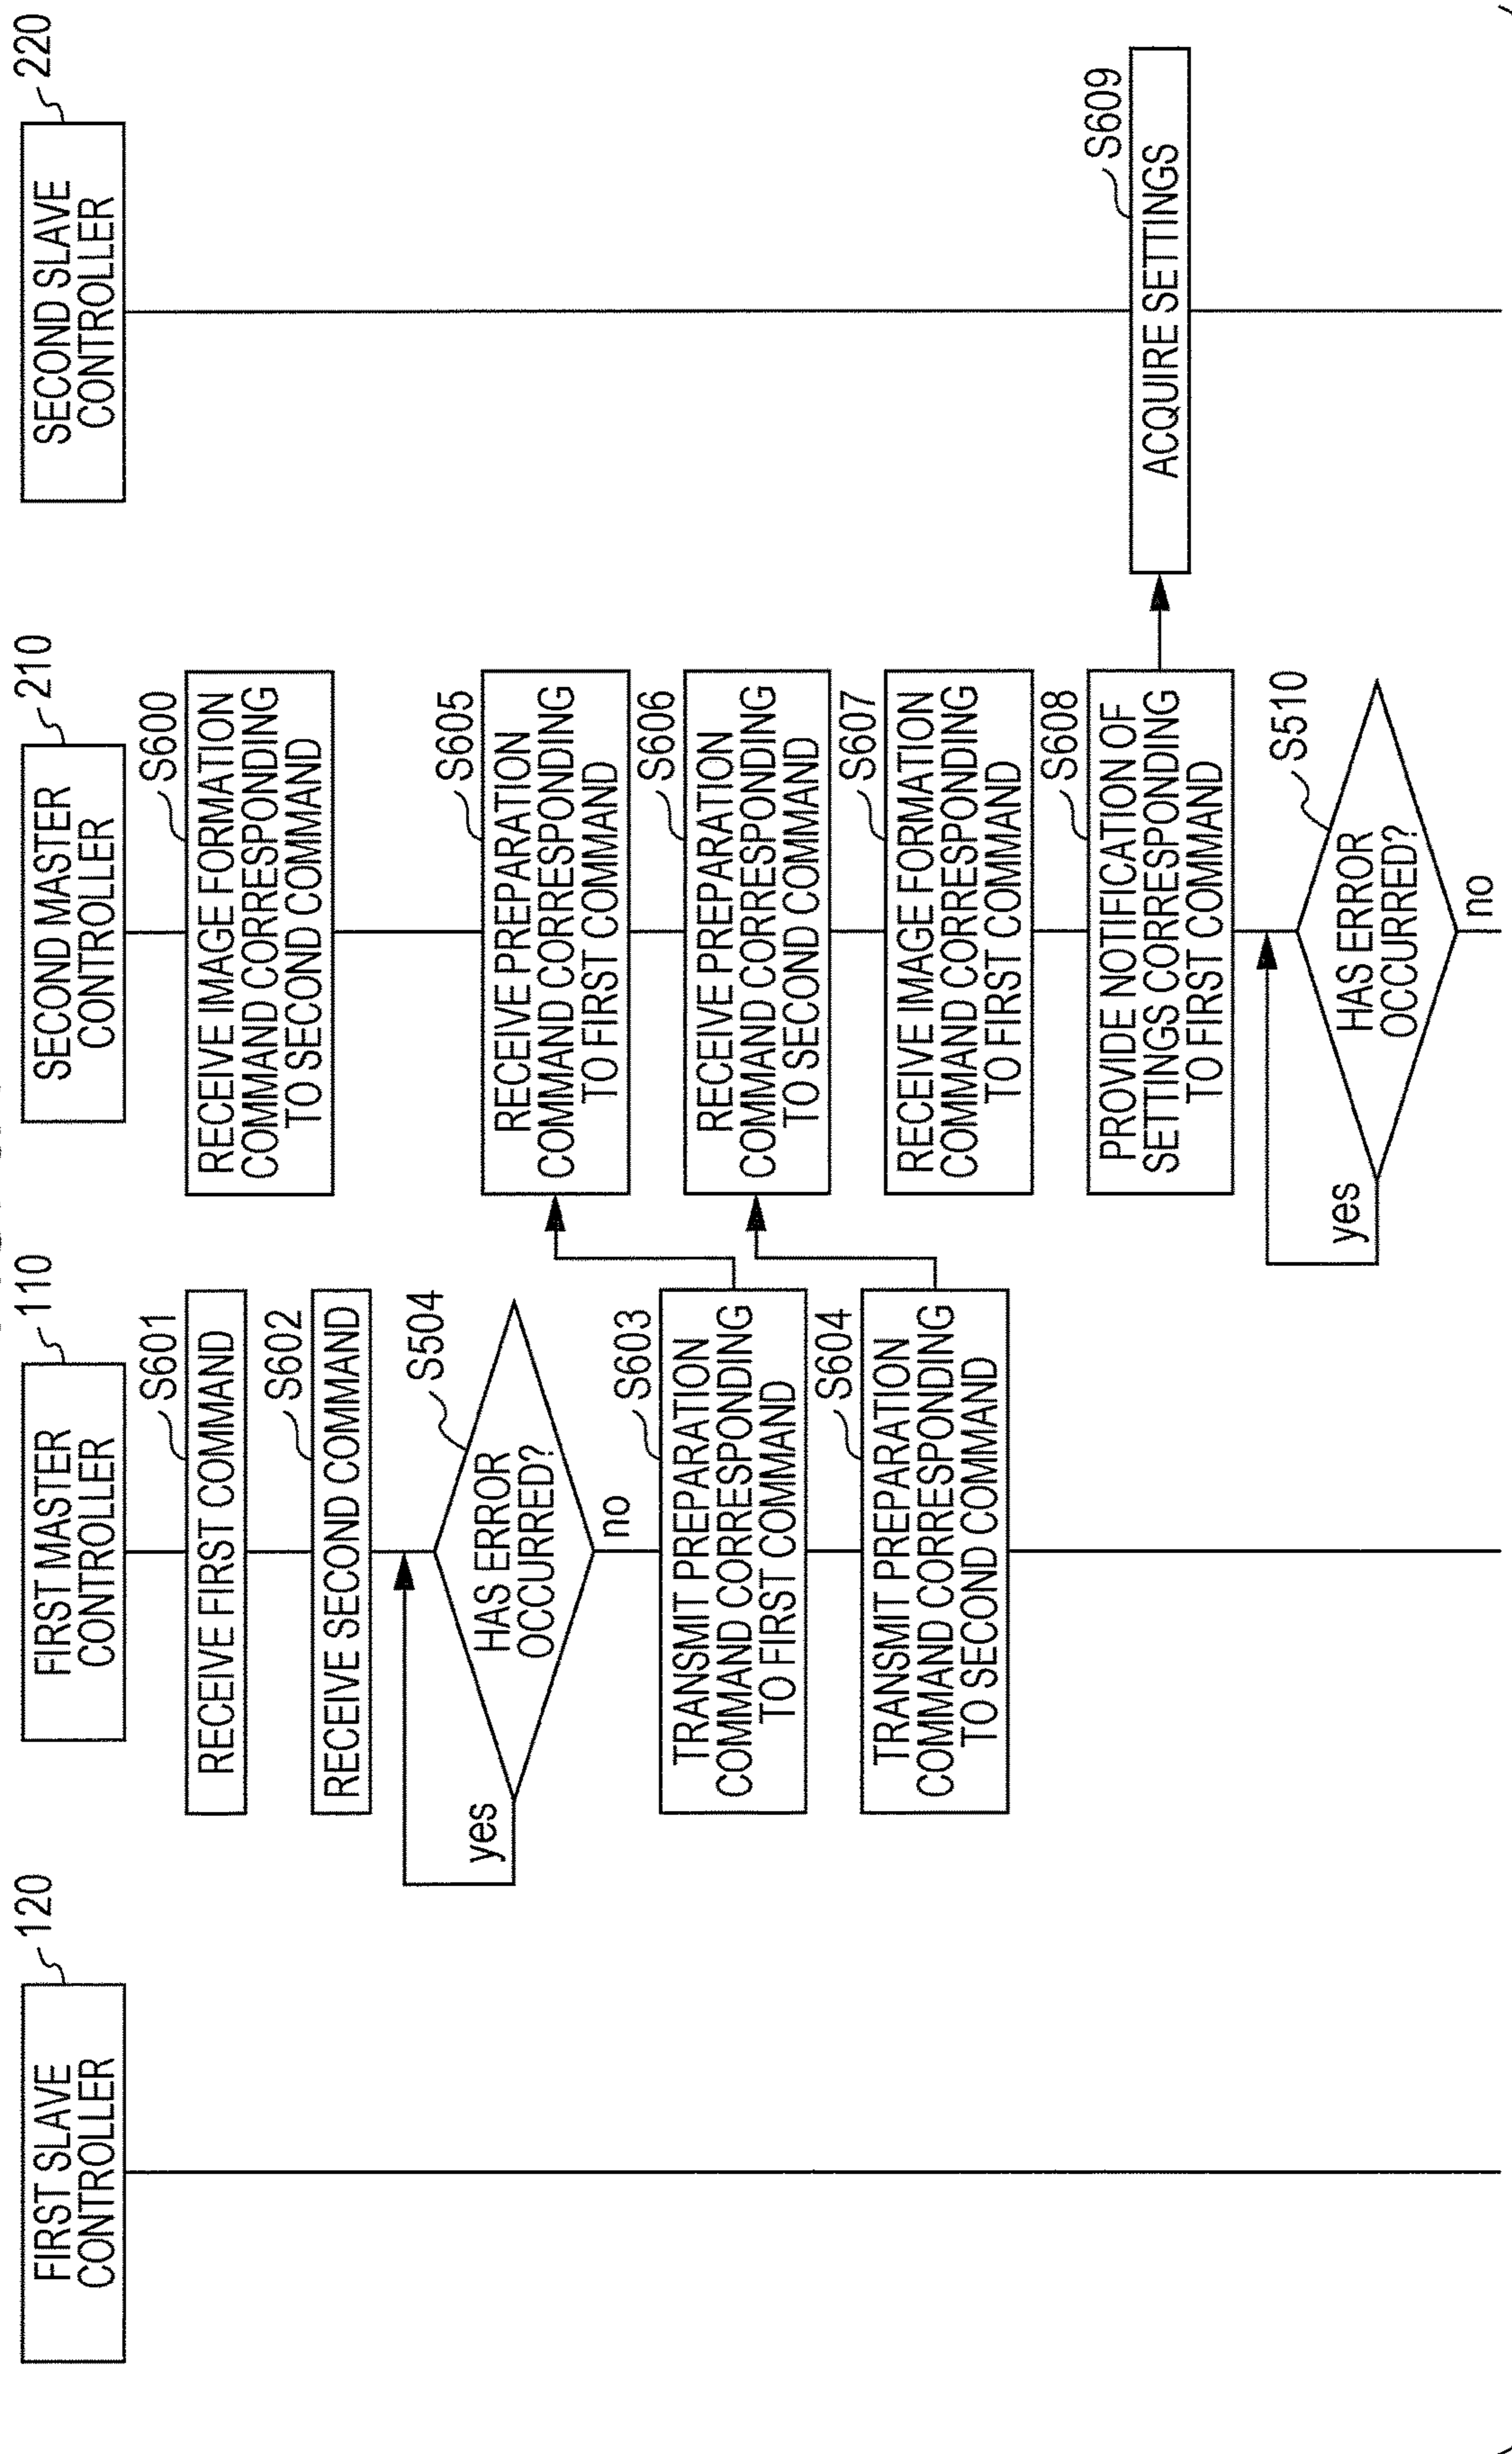 FIRST SLAVE
CONTROLLER
120
FIRST MASTER
CONTROLLER
110
SECOND MASTER
CONTROLLER
210
SECOND SLAVE
CONTROLLER
220
S601
RECEIVE FIRST COMMAND
S602
RECEIVE SECOND COMMAND
S504
HAS ERROR
OCCURRED?
yes
no
S603
TRANSMIT PREPARATION
COMMAND CORRESPONDING
TO FIRST COMMAND
S604
TRANSMIT PREPARATION
COMMAND CORRESPONDING
TO SECOND COMMAND
S600
RECEIVE IMAGE FORMATION
COMMAND CORRESPONDING
TO SECOND COMMAND
S605
RECEIVE PREPARATION
COMMAND CORRESPONDING
TO FIRST COMMAND
S606
RECEIVE PREPARATION
COMMAND CORRESPONDING
TO SECOND COMMAND
S607
RECEIVE IMAGE FORMATION
COMMAND CORRESPONDING
TO FIRST COMMAND
S608
PROVIDE NOTIFICATION OF
SETTINGS CORRESPONDING
TO FIRST COMMAND
S510
HAS ERROR
OCCURRED?
yes
no
S609
ACQUIRE SETTINGS